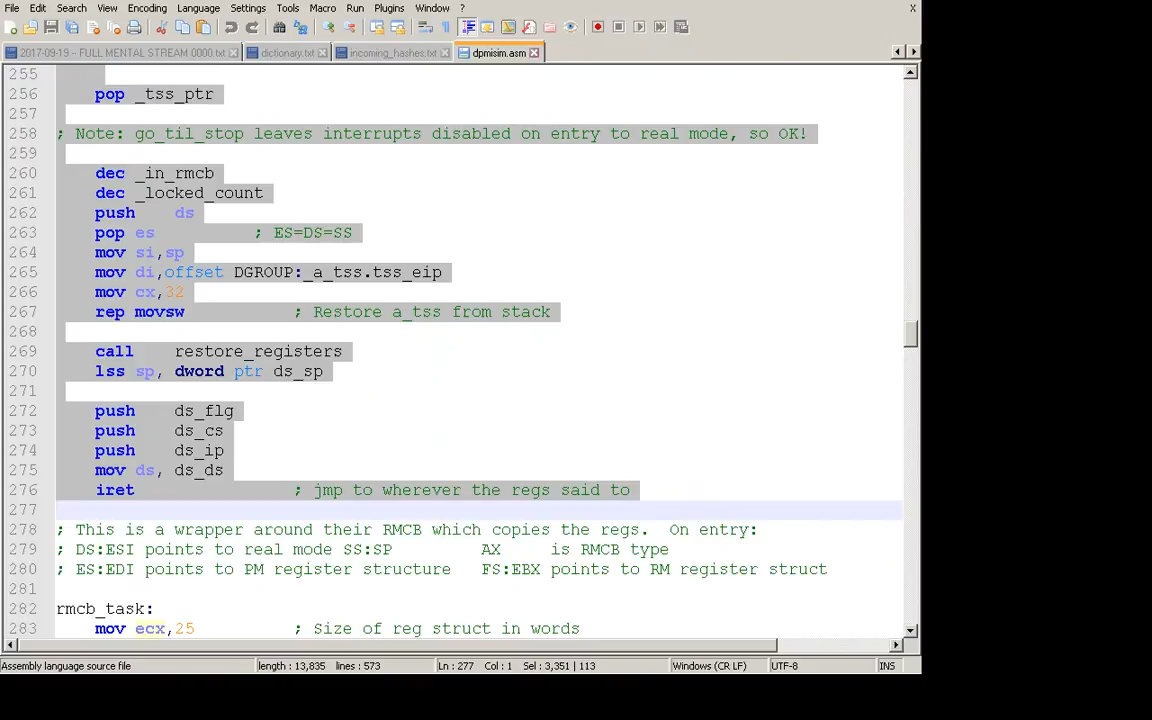 File Edit Search View Encoding Language Settings Tools Macro Run Plugins Window ? X
2017-09-19 – FULL MENTAL STREAM 0000.txt dictionary.txt incoming_hashes.txt dpmisim.asm
255
256 pop _tss_ptr
257
258 ; Note: go_til_stop leaves interrupts disabled on entry to real mode, so OK!
259
260 dec _in_rmcb
261 dec _locked_count
262 push ds
263 pop es ; ES=DS=SS
264 mov si,sp
265 mov di,offset DGROUP:_a_tss.tss_eip
266 mov cx,32
267 rep movsw ; Restore a_tss from stack
268
269 call restore_registers
270 lss sp, dword ptr ds_sp
271
272 push ds_flg
273 push ds_cs
274 push ds_ip
275 mov ds, ds_ds
276 iret ; jmp to wherever the regs said to
277
278 ; This is a wrapper around their RMCB which copies the regs. On entry:
279 ; DS:ESI points to real mode SS:SP AX is RMCB type
280 ; ES:EDI points to PM register structure FS:EBX points to RM register struct
281
282 rmcb_task:
283 mov ecx,25 ; Size of reg struct in words
Assembly language source file length : 13,835 lines : 573 Ln : 277 Col : 1 Sel : 3,351 | 113 Windows (CR LF) UTF-8 INS